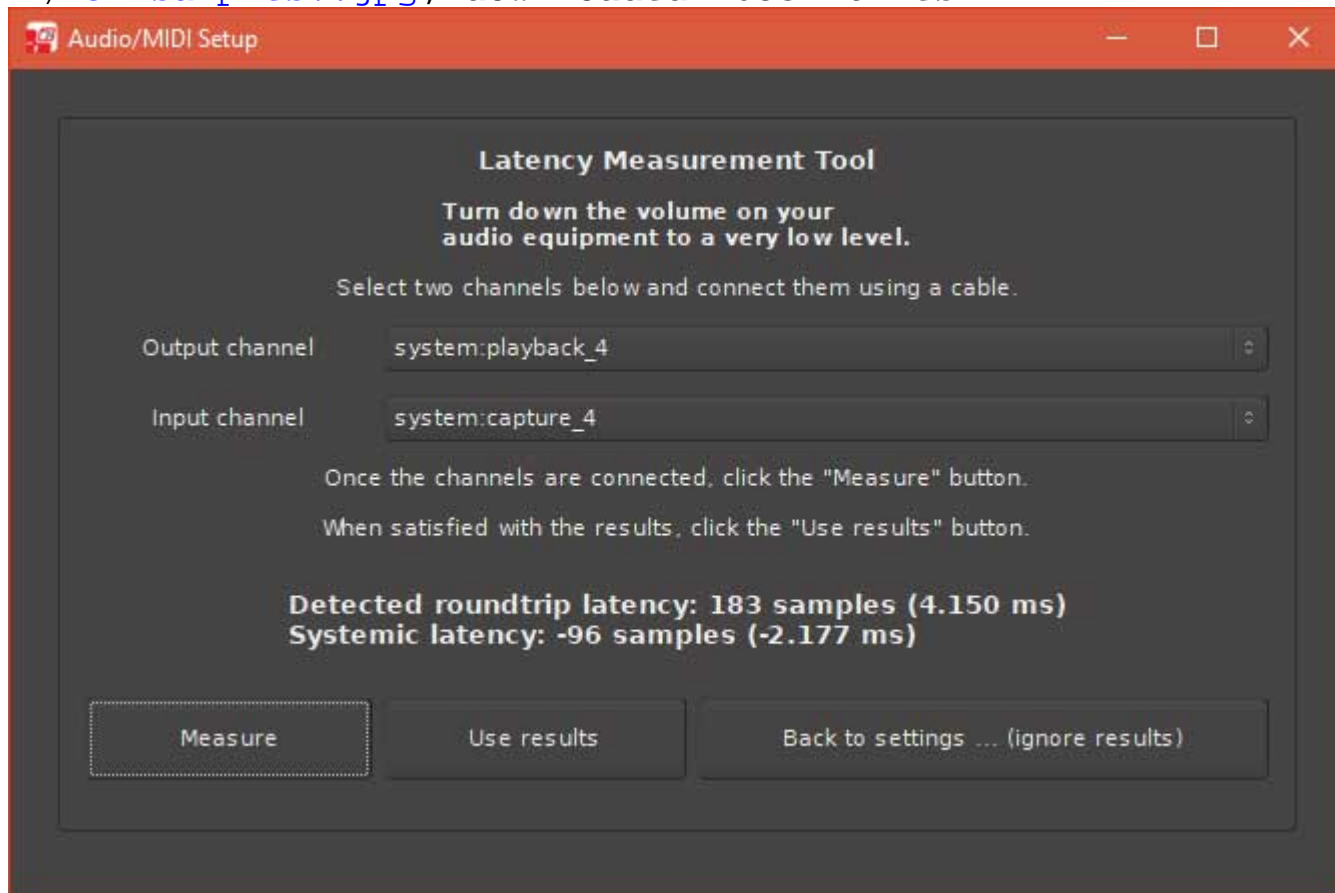 Audio/MIDI Setup
Latency Measurement Tool
Turn down the volume on your
audio equipment to a very low level.
Select two channels below and connect them using a cable.
Output channel system:playback_4
Input channel system:capture_4
Once the channels are connected, click the "Measure" button.
When satisfied with the results, click the "Use results" button.
Detected roundtrip latency: 183 samples (4.150 ms)
Systemic latency: -96 samples (-2.177 ms)
Measure Use results Back to settings ... (ignore results)